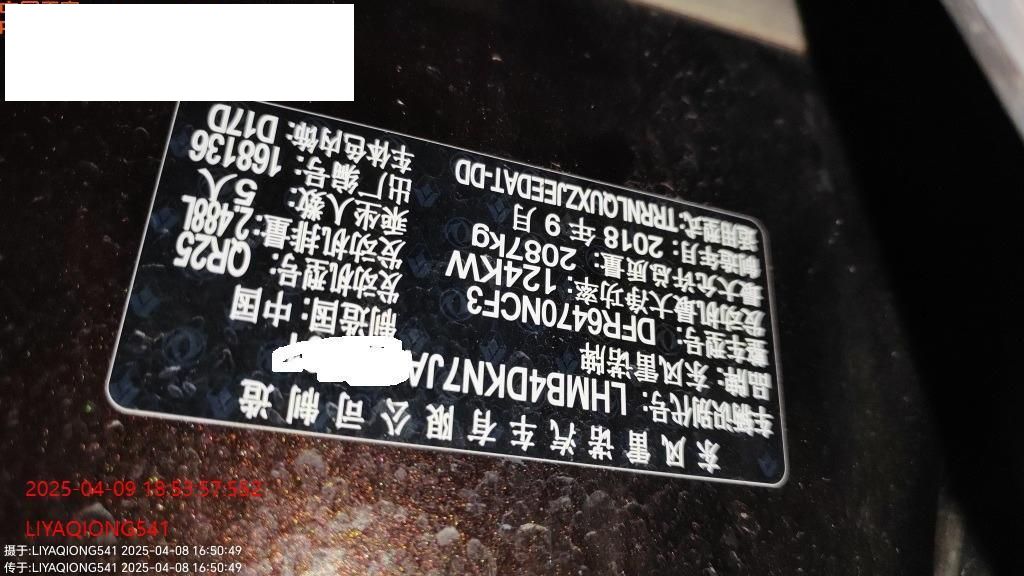 东风雷诺汽车有限公司制造
车辆识别代号: LHMB4DKN7JA
品牌: 东风雷诺牌 制造国: 中国
整车型号: DFR6470NCF3 发动机型号: QR25
发动机最大净功率: 124KW 发动机排量: 2.488L
最大允许总质量: 2087kg 乘坐人数: 5人
制造年月: 2018年9月 出厂编号: 168136
适用型式: TRRNLQUXZJEEDAT-DD 车体色内饰: D17D
2025-04-09 18:53:57:552
LIYAQIONG541
摄于:LIYAQIONG541 2025-04-08 16:50:49
传于:LIYAQIONG541 2025-04-08 16:50:49